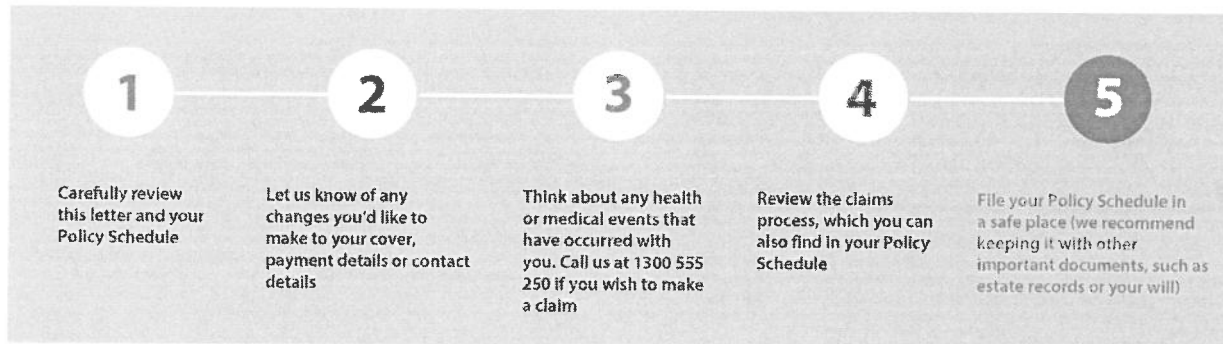 1
2
3
4
5
Carefully review
this letter and your
Policy Schedule
Let us know of any
changes you'd like to
make to your cover,
payment details or contact
details
Think about any health
or medical events that
have occurred with
you. Call us at 1300 555
250 if you wish to make
a claim
Review the claims
process, which you can
also find in your Policy
Schedule
File your Policy Schedule in
a safe place (we recommend
keeping it with other
important documents, such as
estate records or your will)